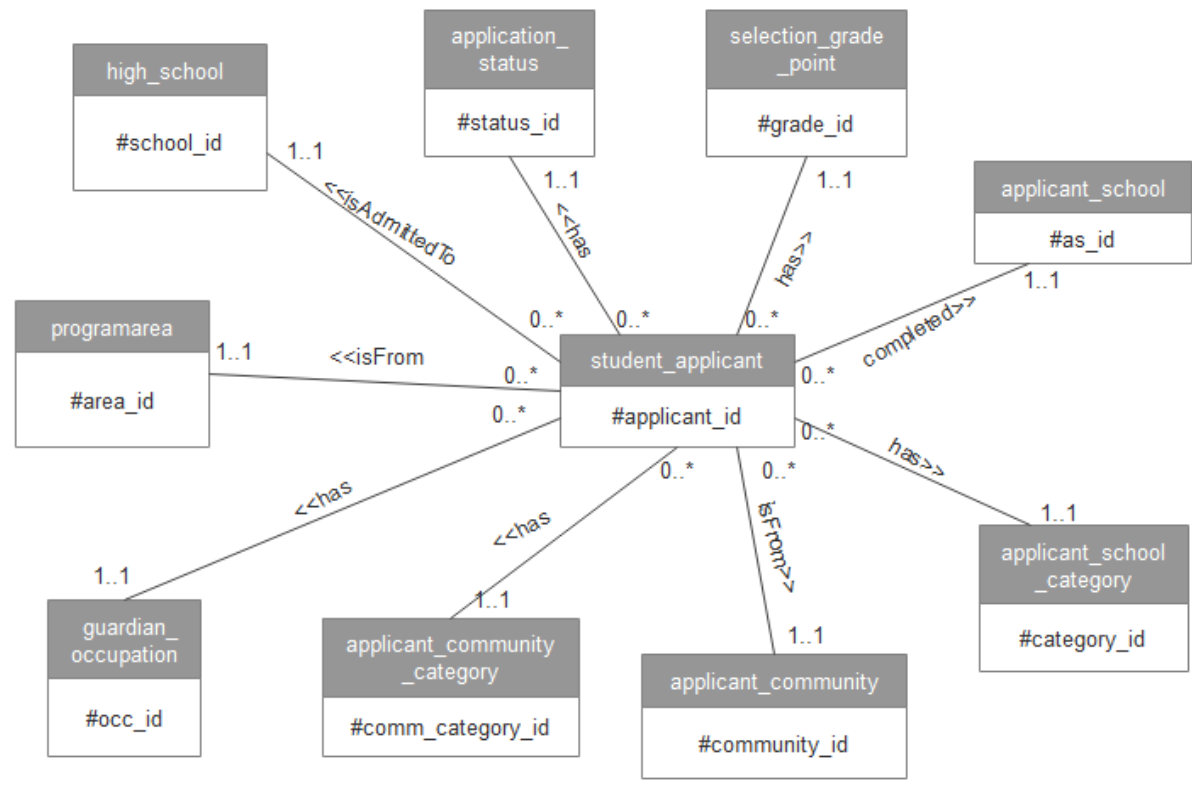 application_
status
selection_grade
_point
high_school
#status_id
#grade_id
#school_id
1..1
1..1
1..1
applicant_school
<<isAdmittedTo
<<has
has>>
#as_id
1..1
programarea
1..1
<<isFrom
0..*
0..*
0..*
completed>>
student_applicant
0..*
0..*
#area_id
0..*
#applicant_id
0..*
has>>
0..*
0..*
<<has
<<has
isFrom>>
1..1
applicant_school
_category
1..1
1..1
guardian_
occupation
applicant_community
_category
1..1
#category_id
applicant_community
#occ_id
#comm_category_id
#community_id